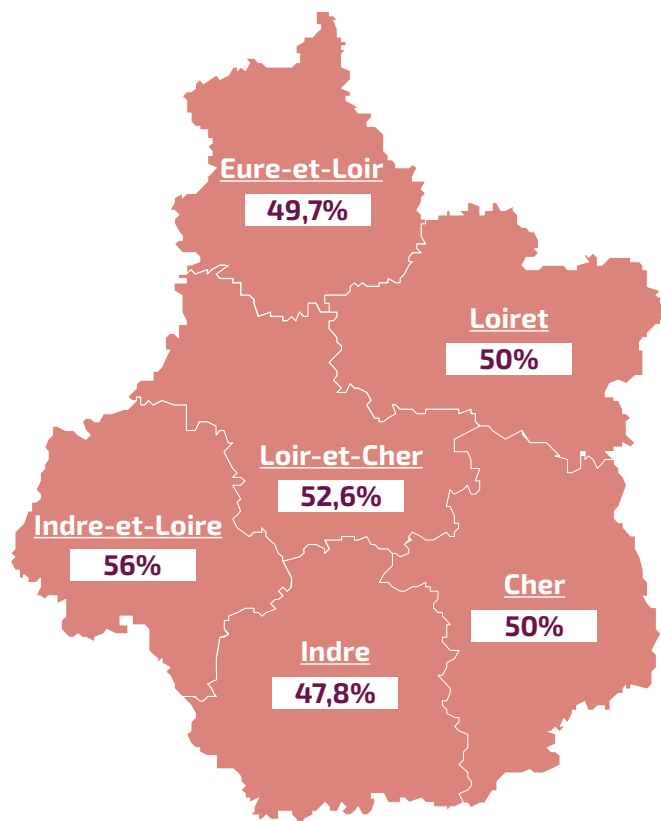 Eure-et-Loir
49,7%
Loiret
50%
Loir-et-Cher
52,6%
Indre-et-Loire
56%
Cher
50%
Indre
47,8%